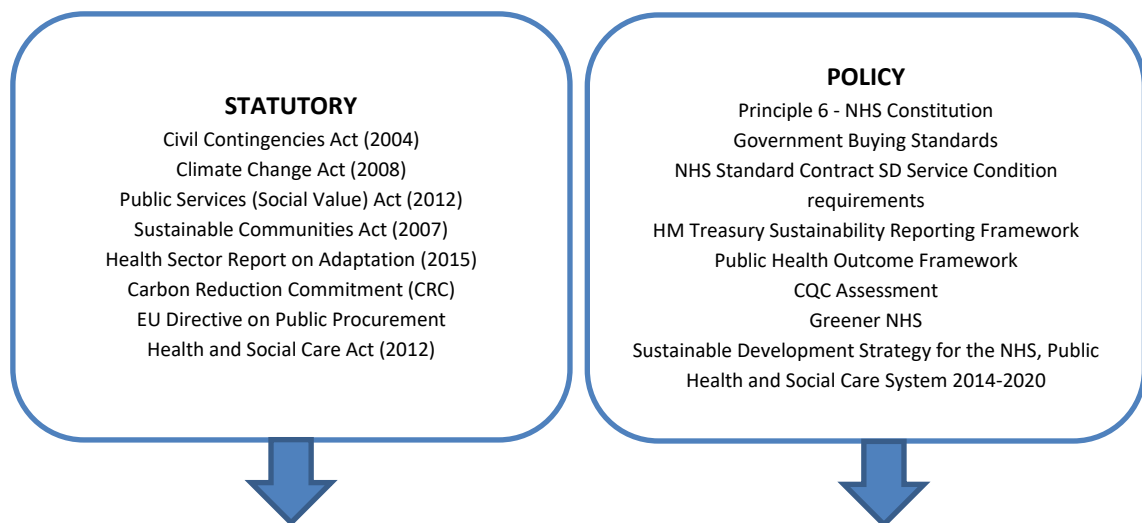 STATUTORY
Civil Contingencies Act (2004)
Climate Change Act (2008)
Public Services (Social Value) Act (2012)
Sustainable Communities Act (2007)
Health Sector Report on Adaptation (2015)
Carbon Reduction Commitment (CRC)
EU Directive on Public Procurement
Health and Social Care Act (2012)
POLICY
Principle 6 - NHS Constitution
Government Buying Standards
NHS Standard Contract SD Service Condition
requirements
HM Treasury Sustainability Reporting Framework
Public Health Outcome Framework
CQC Assessment
Greener NHS
Sustainable Development Strategy for the NHS, Public
Health and Social Care System 2014-2020